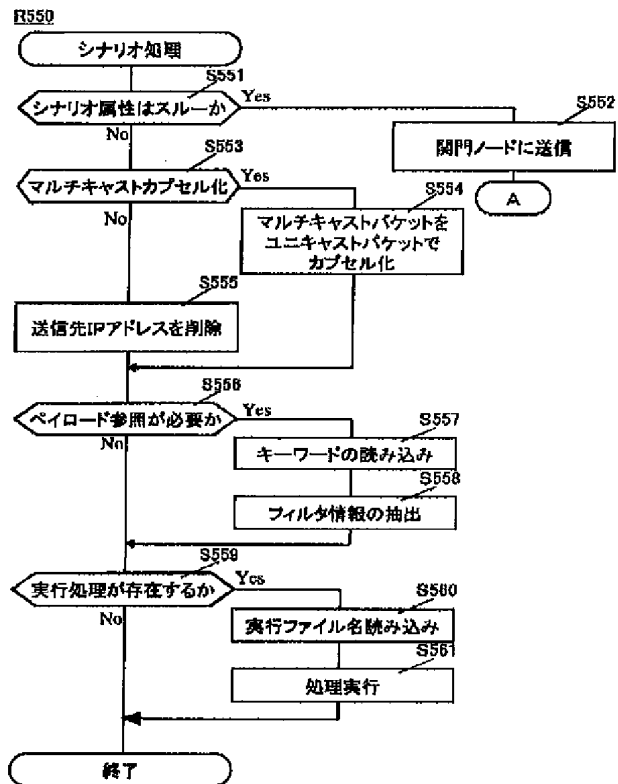 R550
シナリオ処理
S551
シナリオ属性はスルーか
Yes
No
S552
関門ノードに送信
A
S553
マルチキャストカプセル化
Yes
No
S554
マルチキャストパケットを
ユニキャストパケットで
カプセル化
S555
送信先IPアドレスを削除
S556
ペイロード参照が必要か
Yes
No
S557
キーワードの読み込み
S558
フィルタ情報の抽出
S559
実行処理が存在するか
Yes
No
S560
実行ファイル名読み込み
S561
処理実行
終了